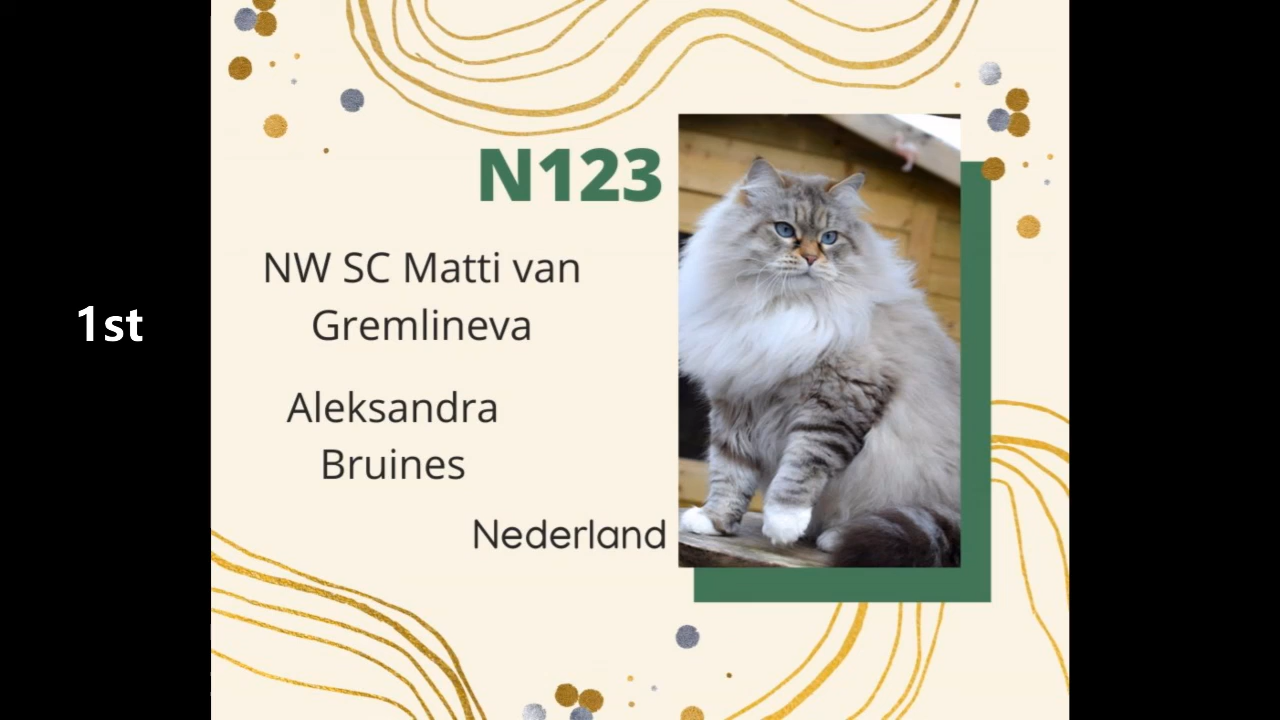 1st
N123
NW SC Matti van
Gremlineva
Aleksandra
Bruines
Nederland